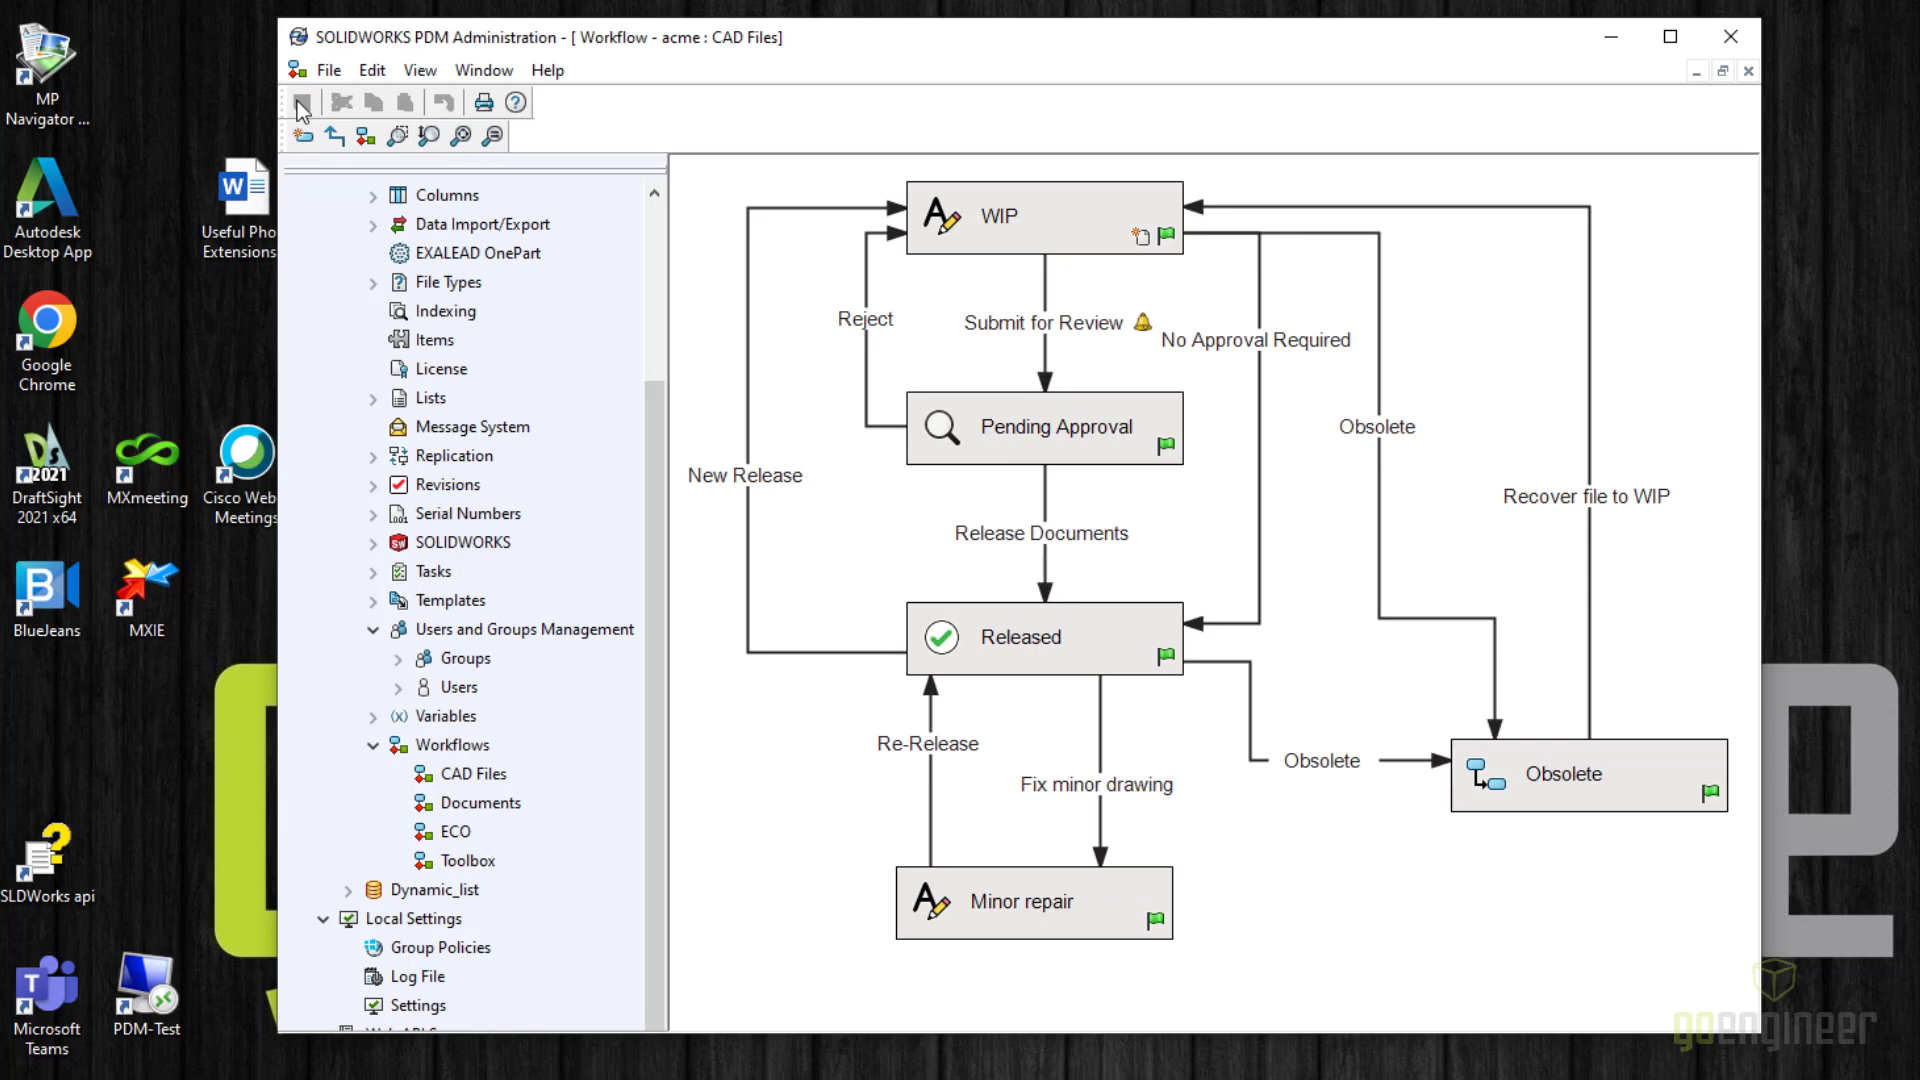 SOLIDWORKS PDM Administration - [ Workflow - acme : CAD Files]
File Edit View Window Help
Columns
Data Import/Export
EXALEAD OnePart
File Types
Indexing
Items
License
Lists
Message System
Replication
Revisions
Serial Numbers
SOLIDWORKS
Tasks
Templates
Users and Groups Management
Groups
Users
Variables
Workflows
CAD Files
Documents
ECO
Toolbox
Dynamic_list
Local Settings
Group Policies
Log File
Settings
WIP
Reject
Submit for Review
No Approval Required
Pending Approval
Obsolete
New Release
Recover file to WIP
Release Documents
Released
Re-Release
Obsolete
Obsolete
Fix minor drawing
Minor repair
MP
Navigator ...
Autodesk
Desktop App
Useful Pho
Extensions
Google
Chrome
2021
DraftSight
2021 x64
MXmeeting
Cisco Web
Meetings
BlueJeans
MXIE
SLDWorks api
Microsoft
Teams
PDM-Test
goengineer